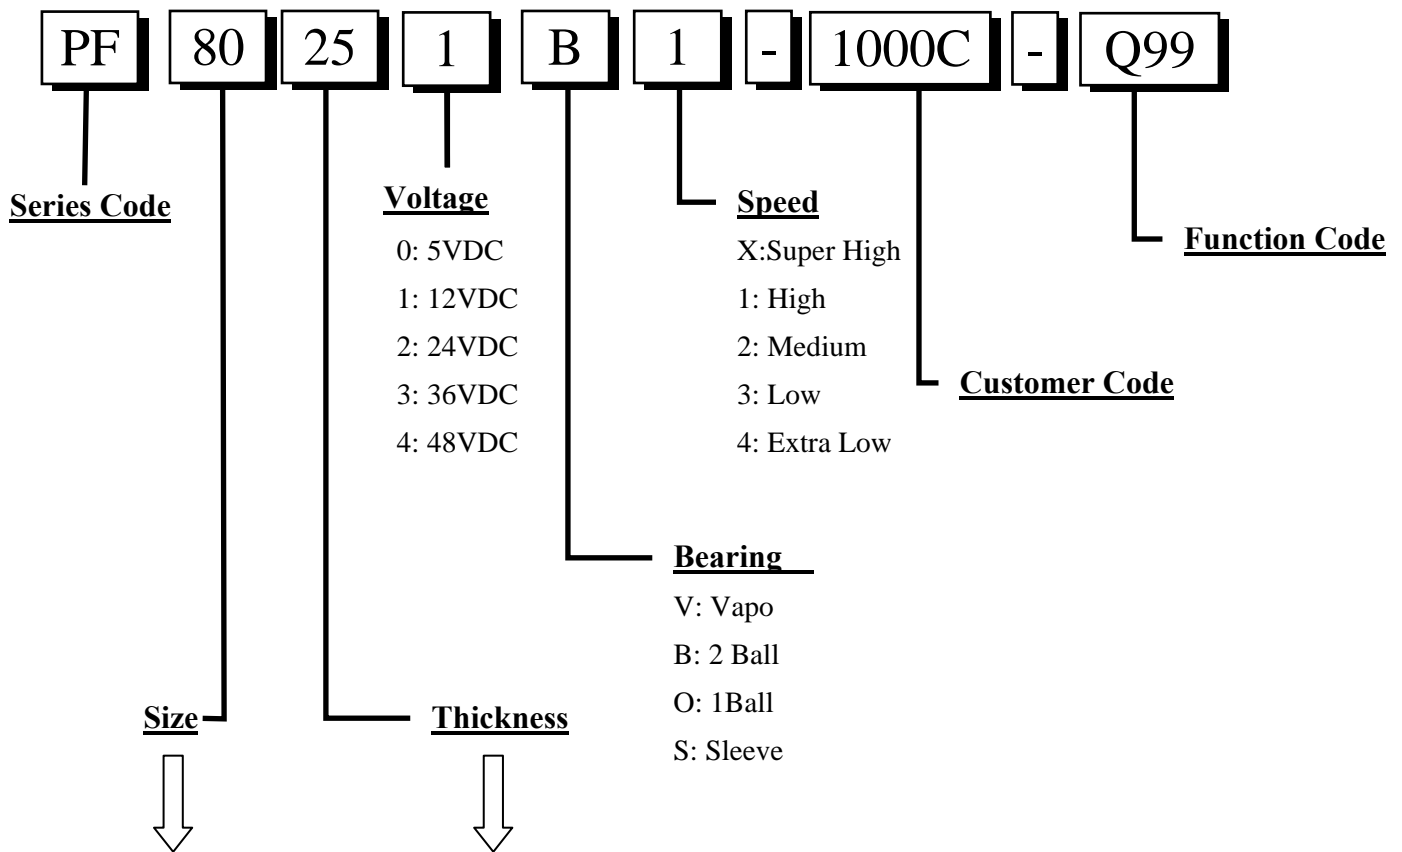 PF 80 25 1 B 1 - 1000C - Q99
Series Code
Voltage
0: 5VDC
1: 12VDC
2: 24VDC
3: 36VDC
4: 48VDC
Speed
X:Super High
1: High
2: Medium
3: Low
4: Extra Low
Function Code
Customer Code
Bearing
V: Vapo
B: 2 Ball
O: 1Ball
S: Sleeve
Size
Thickness